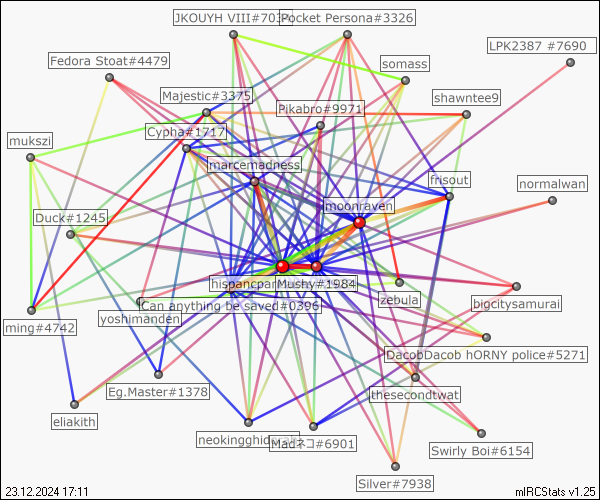 JKOUYH VIII#7034
Pocket Persona#3326
LPK2387 #7690
Fedora Stoat#4479
somass
Majestic#3375
shawntee9
Pikabro#9971
Cypha#1717
mukszi
marcemadness
frisout
normalwan
moonraven
Duck#1245
Mushy#1984
zebula
bigcitysamurai
Can anything be saved#0396
yoshimanden
ming#4742
DacobDacob hORNY police#5271
Eg.Master#1378
thesecondtwat
eliakith
Madネコ#6901
Swirly Boi#6154
Silver#7938
23.12.2024 17:11
mIRCStats v1.25